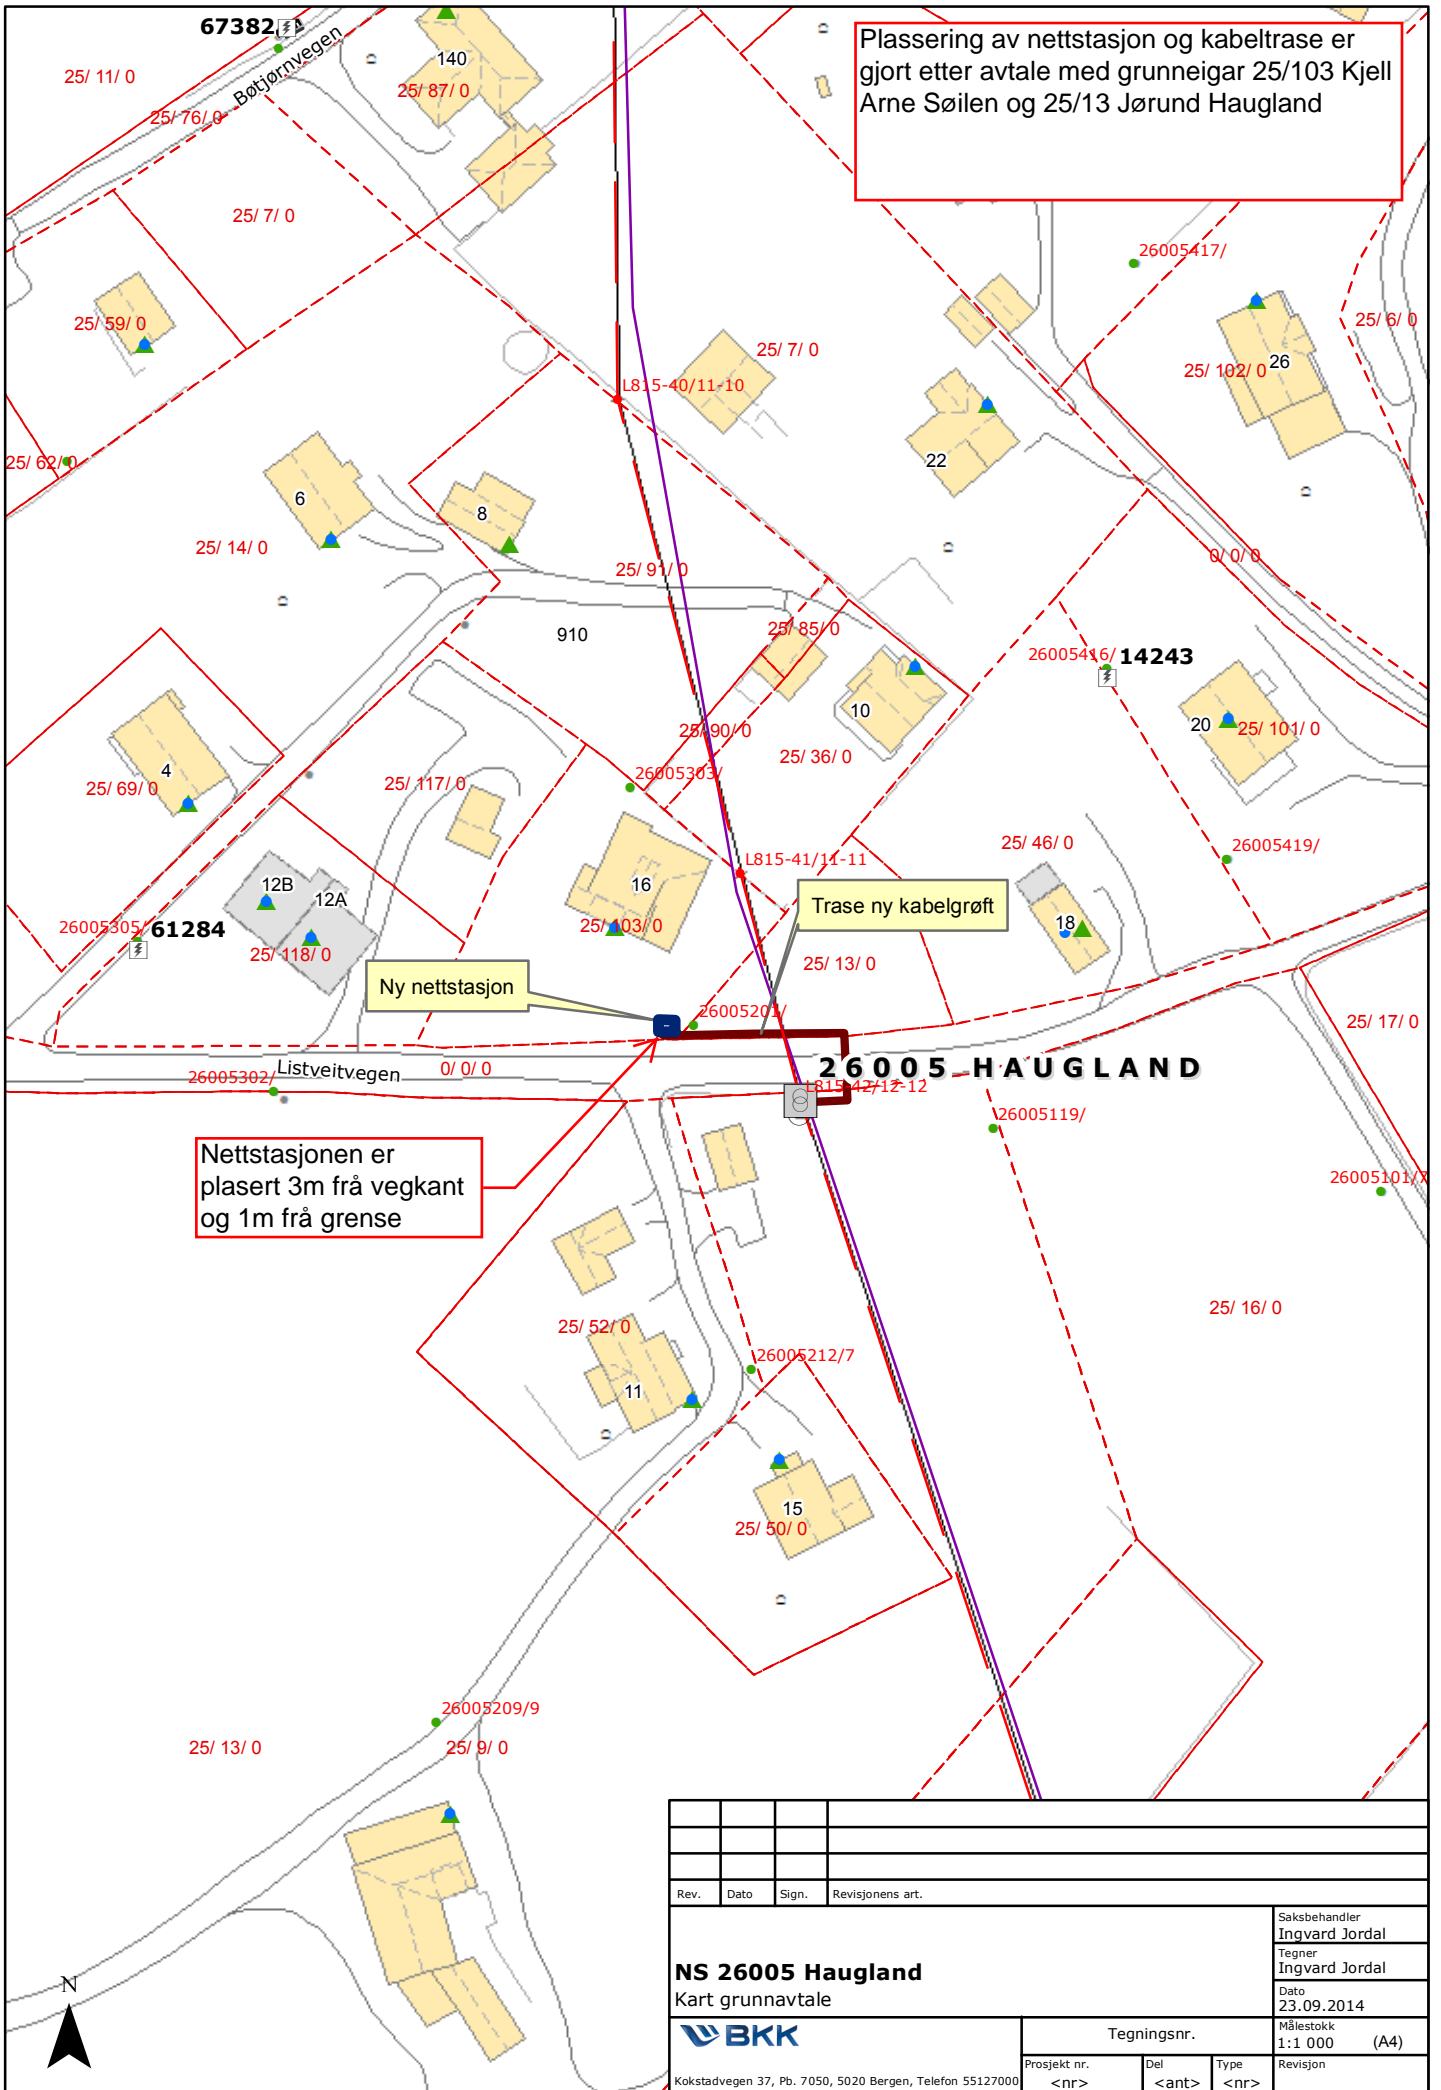 67382
Bøtjørnvegen
25/ 11/ 0
25/ 76/ 0
140
25/ 87/ 0
Plassering av nettstasjon og kabeltrase er
gjort etter avtale med grunneigar 25/103 Kjell
Arne Søilen og 25/13 Jørund Haugland
25/ 7/ 0
26005417/
25/ 59/ 0
25/ 7/ 0
25/ 6/ 0
26
25/ 102/ 0
L815-40/11-10
25/ 62/ 0
6
8
22
25/ 14/ 0
25/ 91/ 0
0/ 0/ 0
910
25/ 85/ 0
26005416/ 14243
10
20
25/ 101/ 0
25/ 90/ 0
25/ 36/ 0
4
25/ 69/ 0
25/ 117/ 0
26005303/
25/ 46/ 0
26005419/
L815-41/11-11
12B
12A
16
Trase ny kabelgrøft
18
26005305/ 61284
25/ 103/ 0
25/ 118/ 0
25/ 13/ 0
Ny nettstasjon
26005201/
25/ 17/ 0
Listveitvegen
0/ 0/ 0
26005 HAUGLAND
26005302/
L815-42/12-12
26005119/
Nettstasjonen er
plasert 3m frå vegkant
og 1m frå grense
26005101/7
25/ 16/ 0
25/ 52/ 0
26005212/7
11
15
25/ 50/ 0
26005209/9
25/ 13/ 0
25/ 9/ 0
N
Rev. Dato Sign. Revisjonens art.
Saksbehandler
Ingvard Jordal
Tegner
Ingvard Jordal
NS 26005 Haugland
Kart grunnavtale
Dato
23.09.2014
BKK
Tegningsnr.
Målestokk
1:1 000 (A4)
Kokstadvegen 37, Pb. 7050, 5020 Bergen, Telefon 55127000
Prosjekt nr.
<nr>
Del
<ant>
Type
<nr>
Revisjon